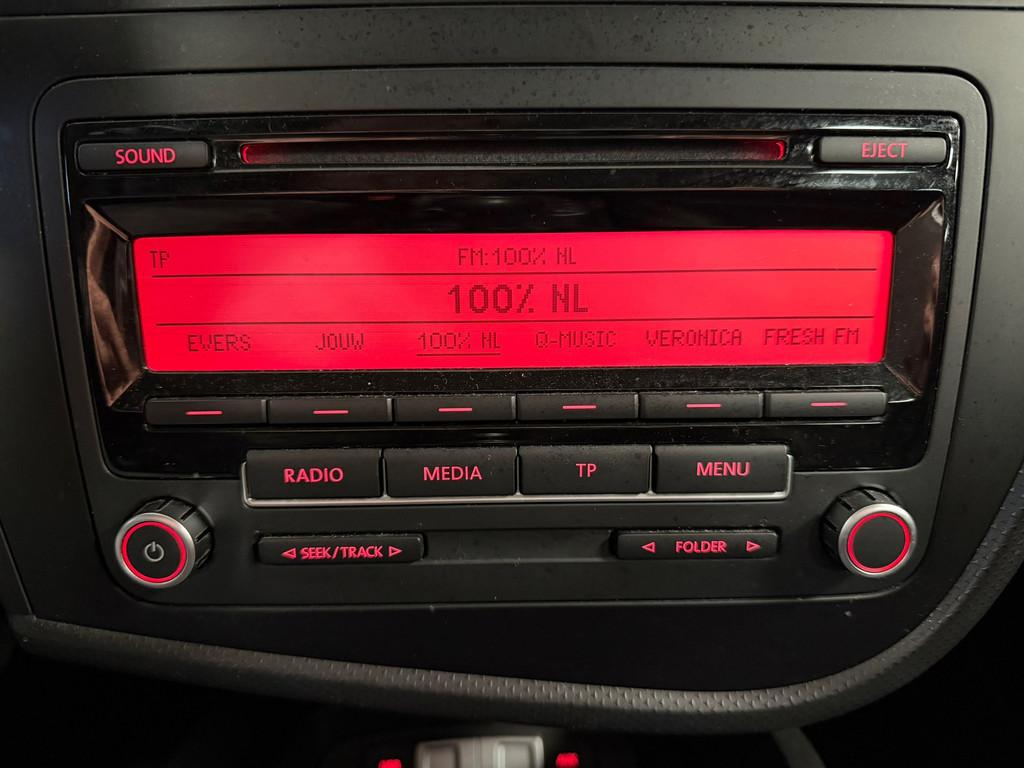 SOUND EJECT
TP FM:100% NL
100% NL
EVERS JOUW 100% NL Q-MUSIC VERONICA FRESH FM
RADIO MEDIA TP MENU
◁ SEEK/TRACK ▷ ◁ FOLDER ▷